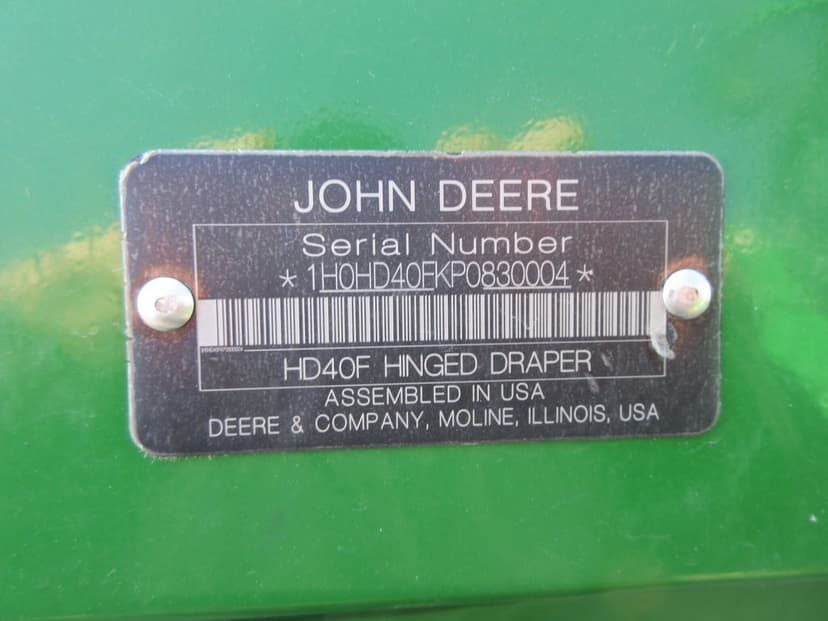 JOHN DEERE
Serial Number
*1H0HD40FKP0830004*
HD40F HINGED DRAPER
ASSEMBLED IN USA
DEERE & COMPANY, MOLINE, ILLINOIS, USA